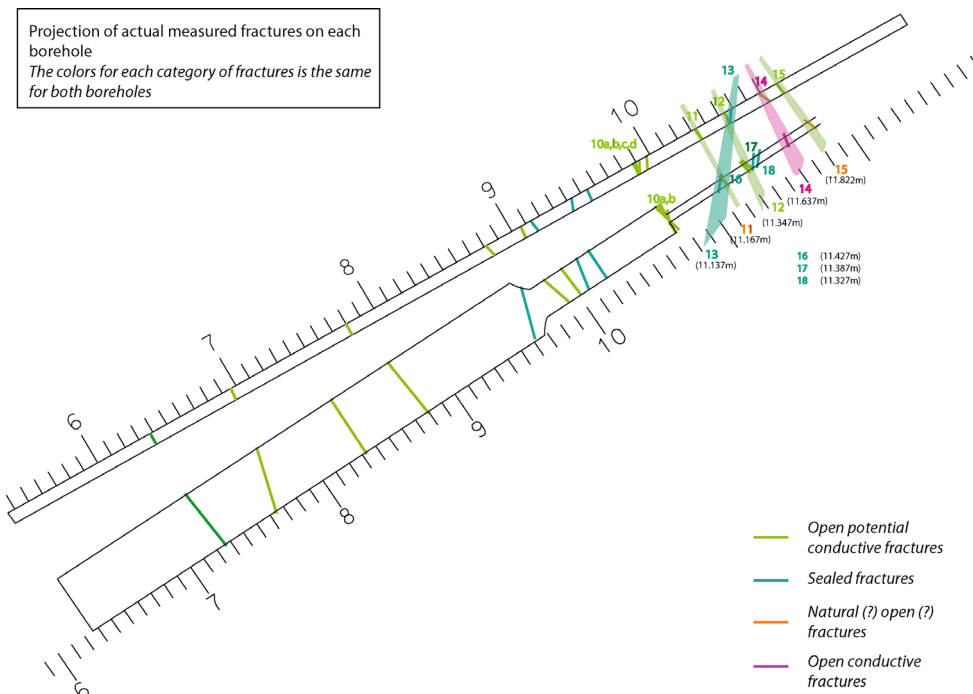 Projection of actual measured fractures on each
borehole
The colors for each category of fractures is the same
for both boreholes
13
14
15
12
11
10
10a,b,c,d
17
16
18
15
(11.822m)
14
(11.637m)
12
(11.347m)
11
(11.167m)
13
(11.137m)
10a,b
16 (11.427m)
17 (11.387m)
18 (11.327m)
9
8
7
6
10
9
8
7
6
Open potential
conductive fractures
Sealed fractures
Natural (?) open (?)
fractures
Open conductive
fractures